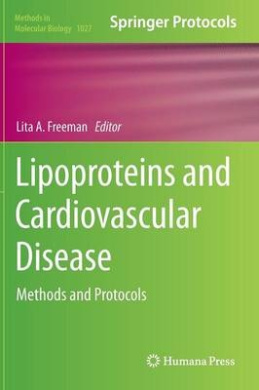 Methods in
Molecular Biology 1027
Springer Protocols
Lita A. Freeman Editor
Lipoproteins and
Cardiovascular
Disease
Methods and Protocols
Humana Press